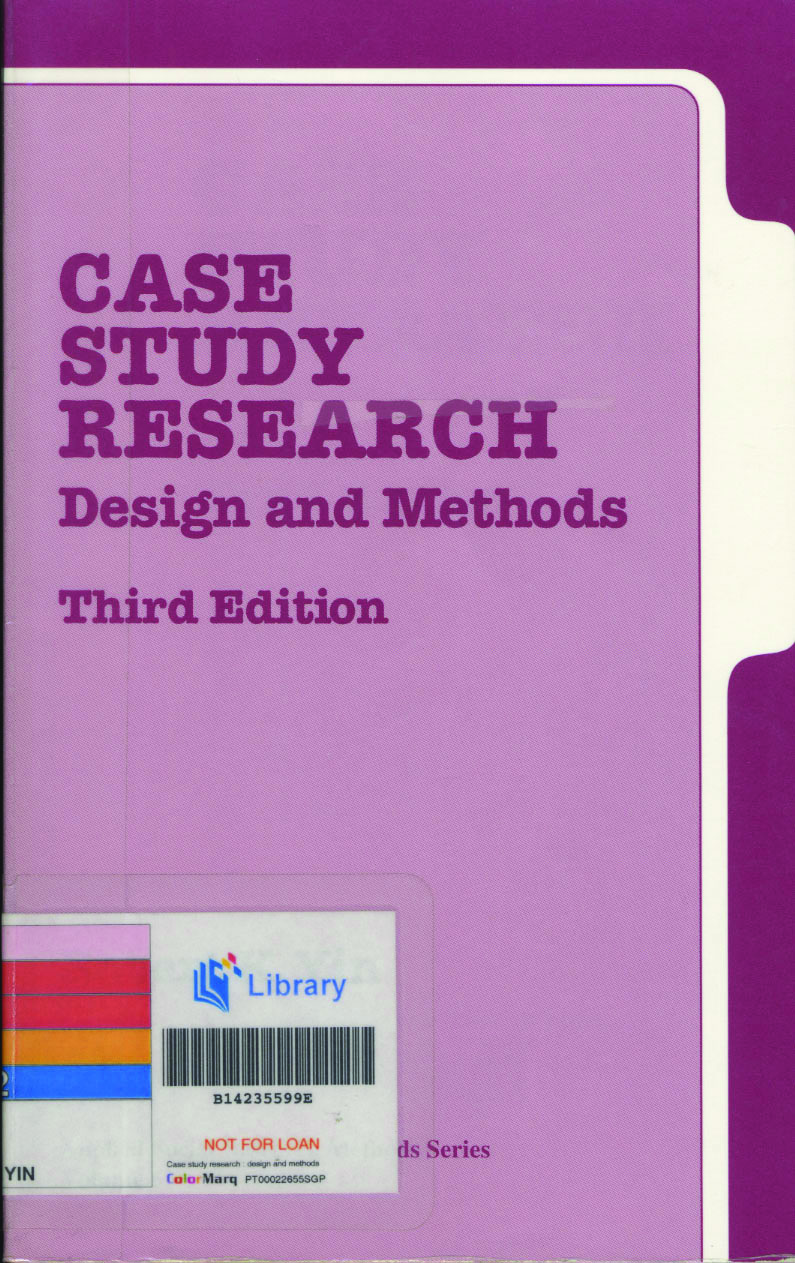 CASE
STUDY
RESEARCH
Design and Methods
Third Edition
Library
B14235599E
NOT FOR LOAN
Case study research : design and methods
ColorMarq PT00022655SGP
2
YIN
Series